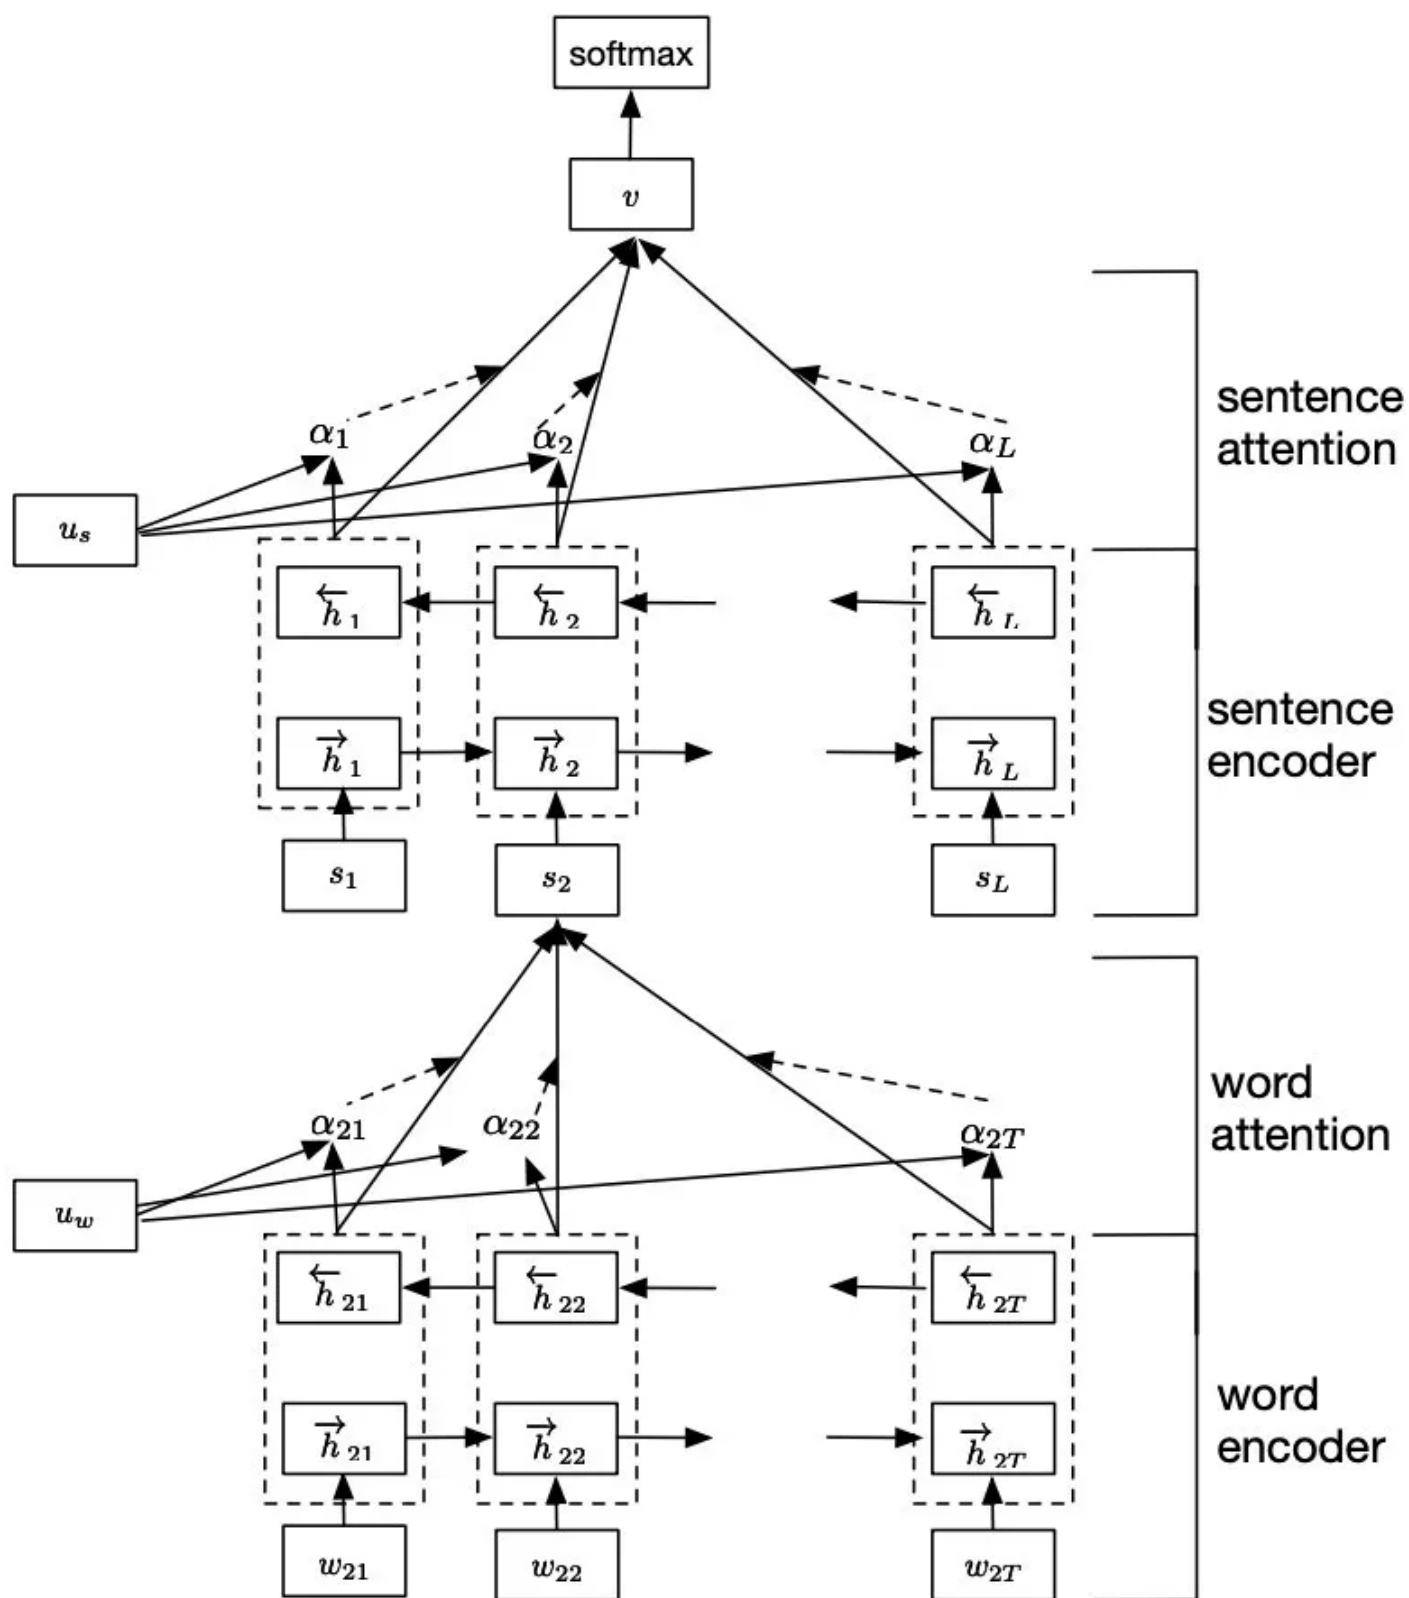 softmax
v
sentence
attention
α1 α2 αL
us
←h1 ←h2 ←hL
sentence
encoder
→h1 →h2 →hL
s1 s2 sL
word
attention
α21 α22 α2T
uw
←h21 ←h22 ←h2T
word
encoder
→h21 →h22 →h2T
w21 w22 w2T